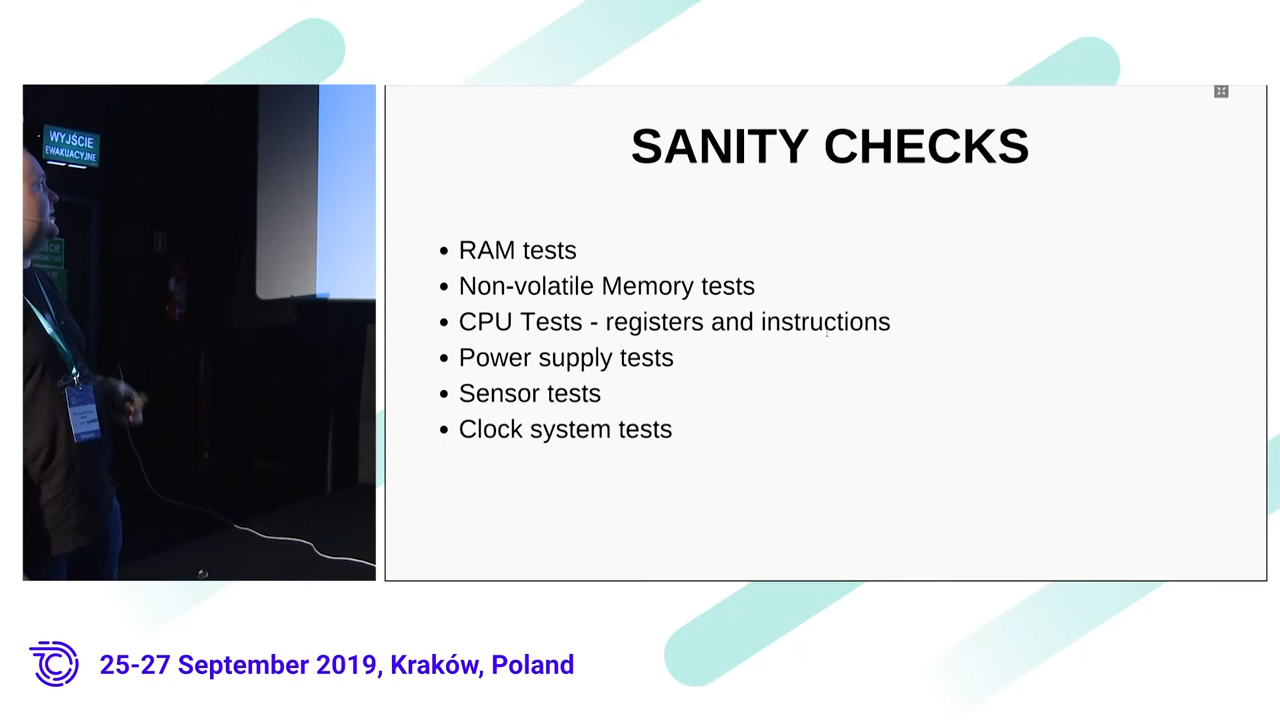 WYJŚCIE
EWAKUACYJNE
SANITY CHECKS
• RAM tests
• Non-volatile Memory tests
• CPU Tests - registers and instructions
• Power supply tests
• Sensor tests
• Clock system tests
25-27 September 2019, Kraków, Poland